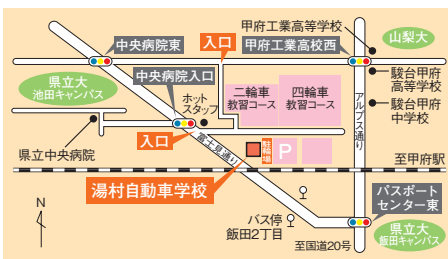 甲府工業高等学校
山梨大
中央病院東
入口
甲府工業高校西
駿台甲府
高等学校
県立大
池田キャンパス
中央病院入口
二輪車
教習コース
四輪車
教習コース
駿台甲府
中学校
ホット
スタッフ
アルプス通り
入口
富士見通り
駐輪場
P
県立中央病院
至甲府駅
湯村自動車学校
パスポート
センター東
N
バス停
飯田2丁目
県立大
飯田キャンパス
至国道20号